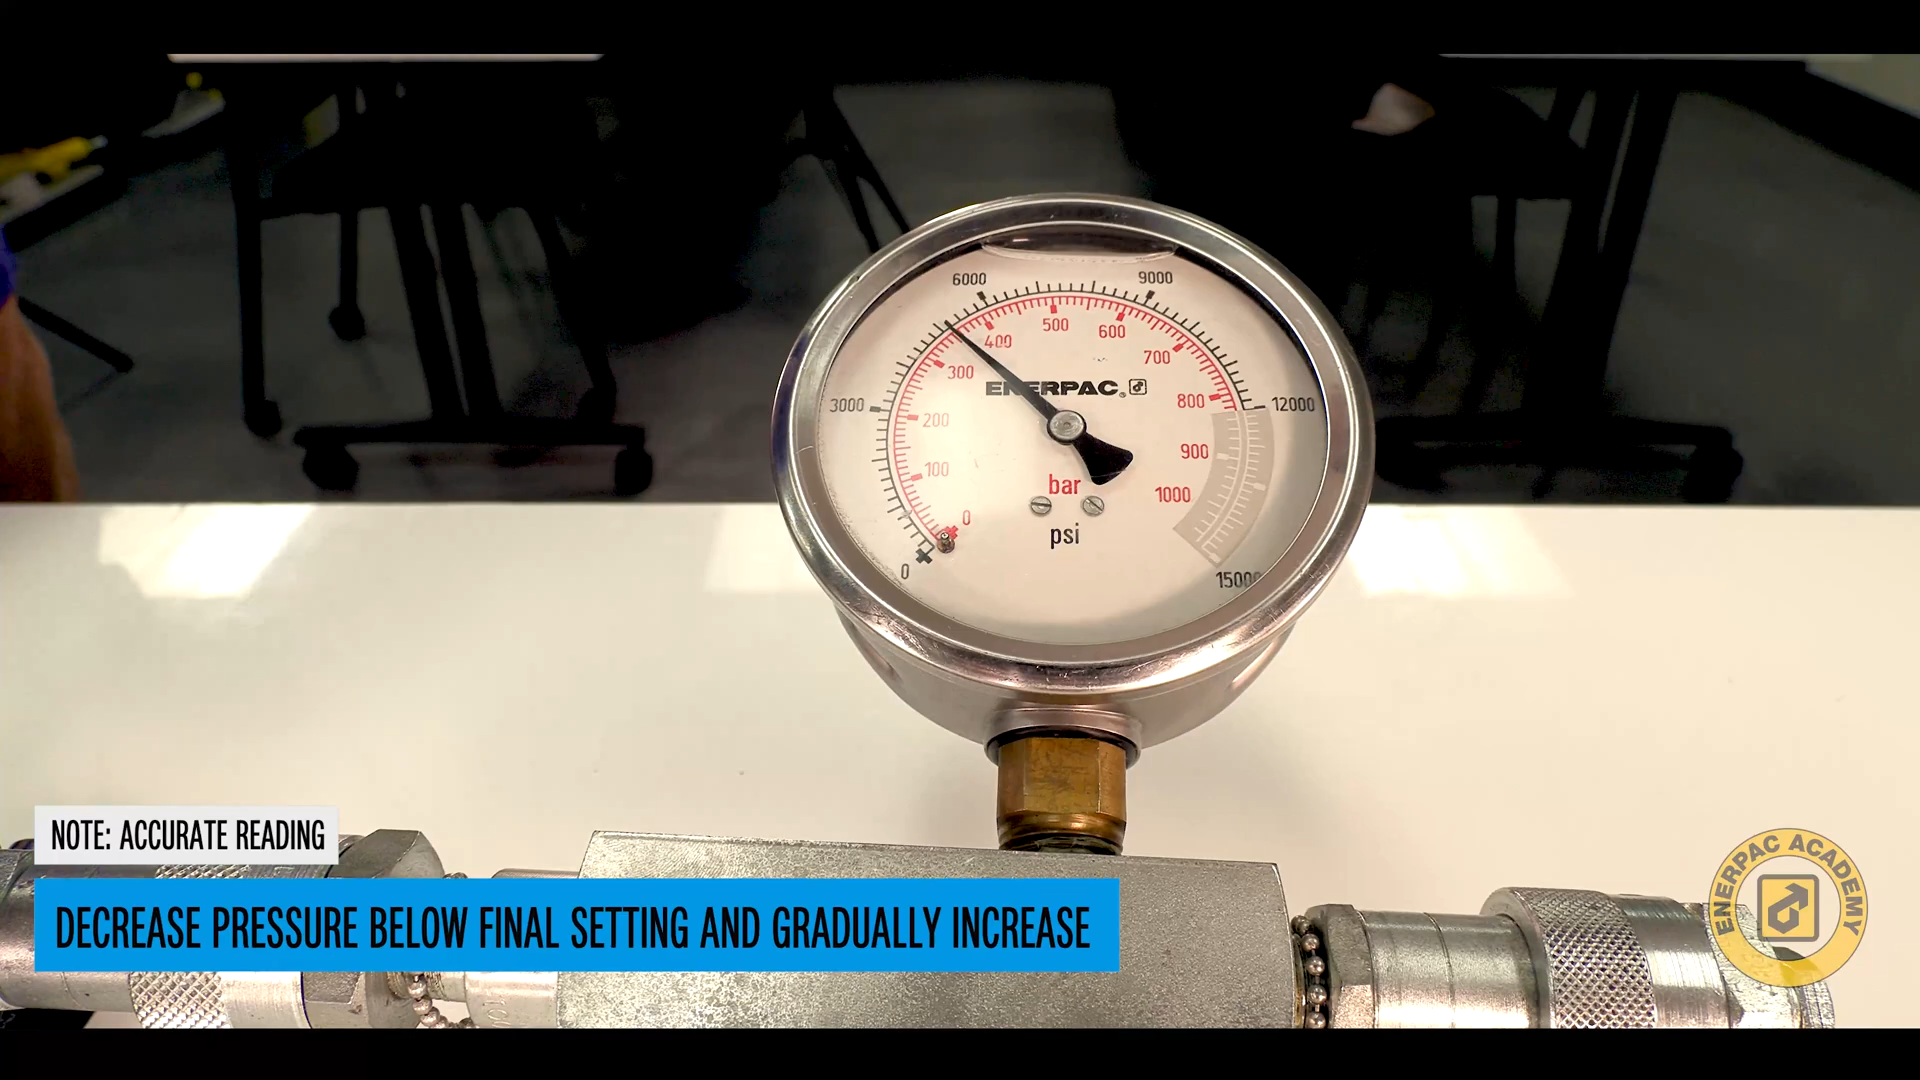 6000
9000
500
400
600
700
300
ENERPAC
3000
800
12000
200
900
100
bar
1000
0
psi
0
15000
NOTE: ACCURATE READING
DECREASE PRESSURE BELOW FINAL SETTING AND GRADUALLY INCREASE
ENERPAC ACADEMY